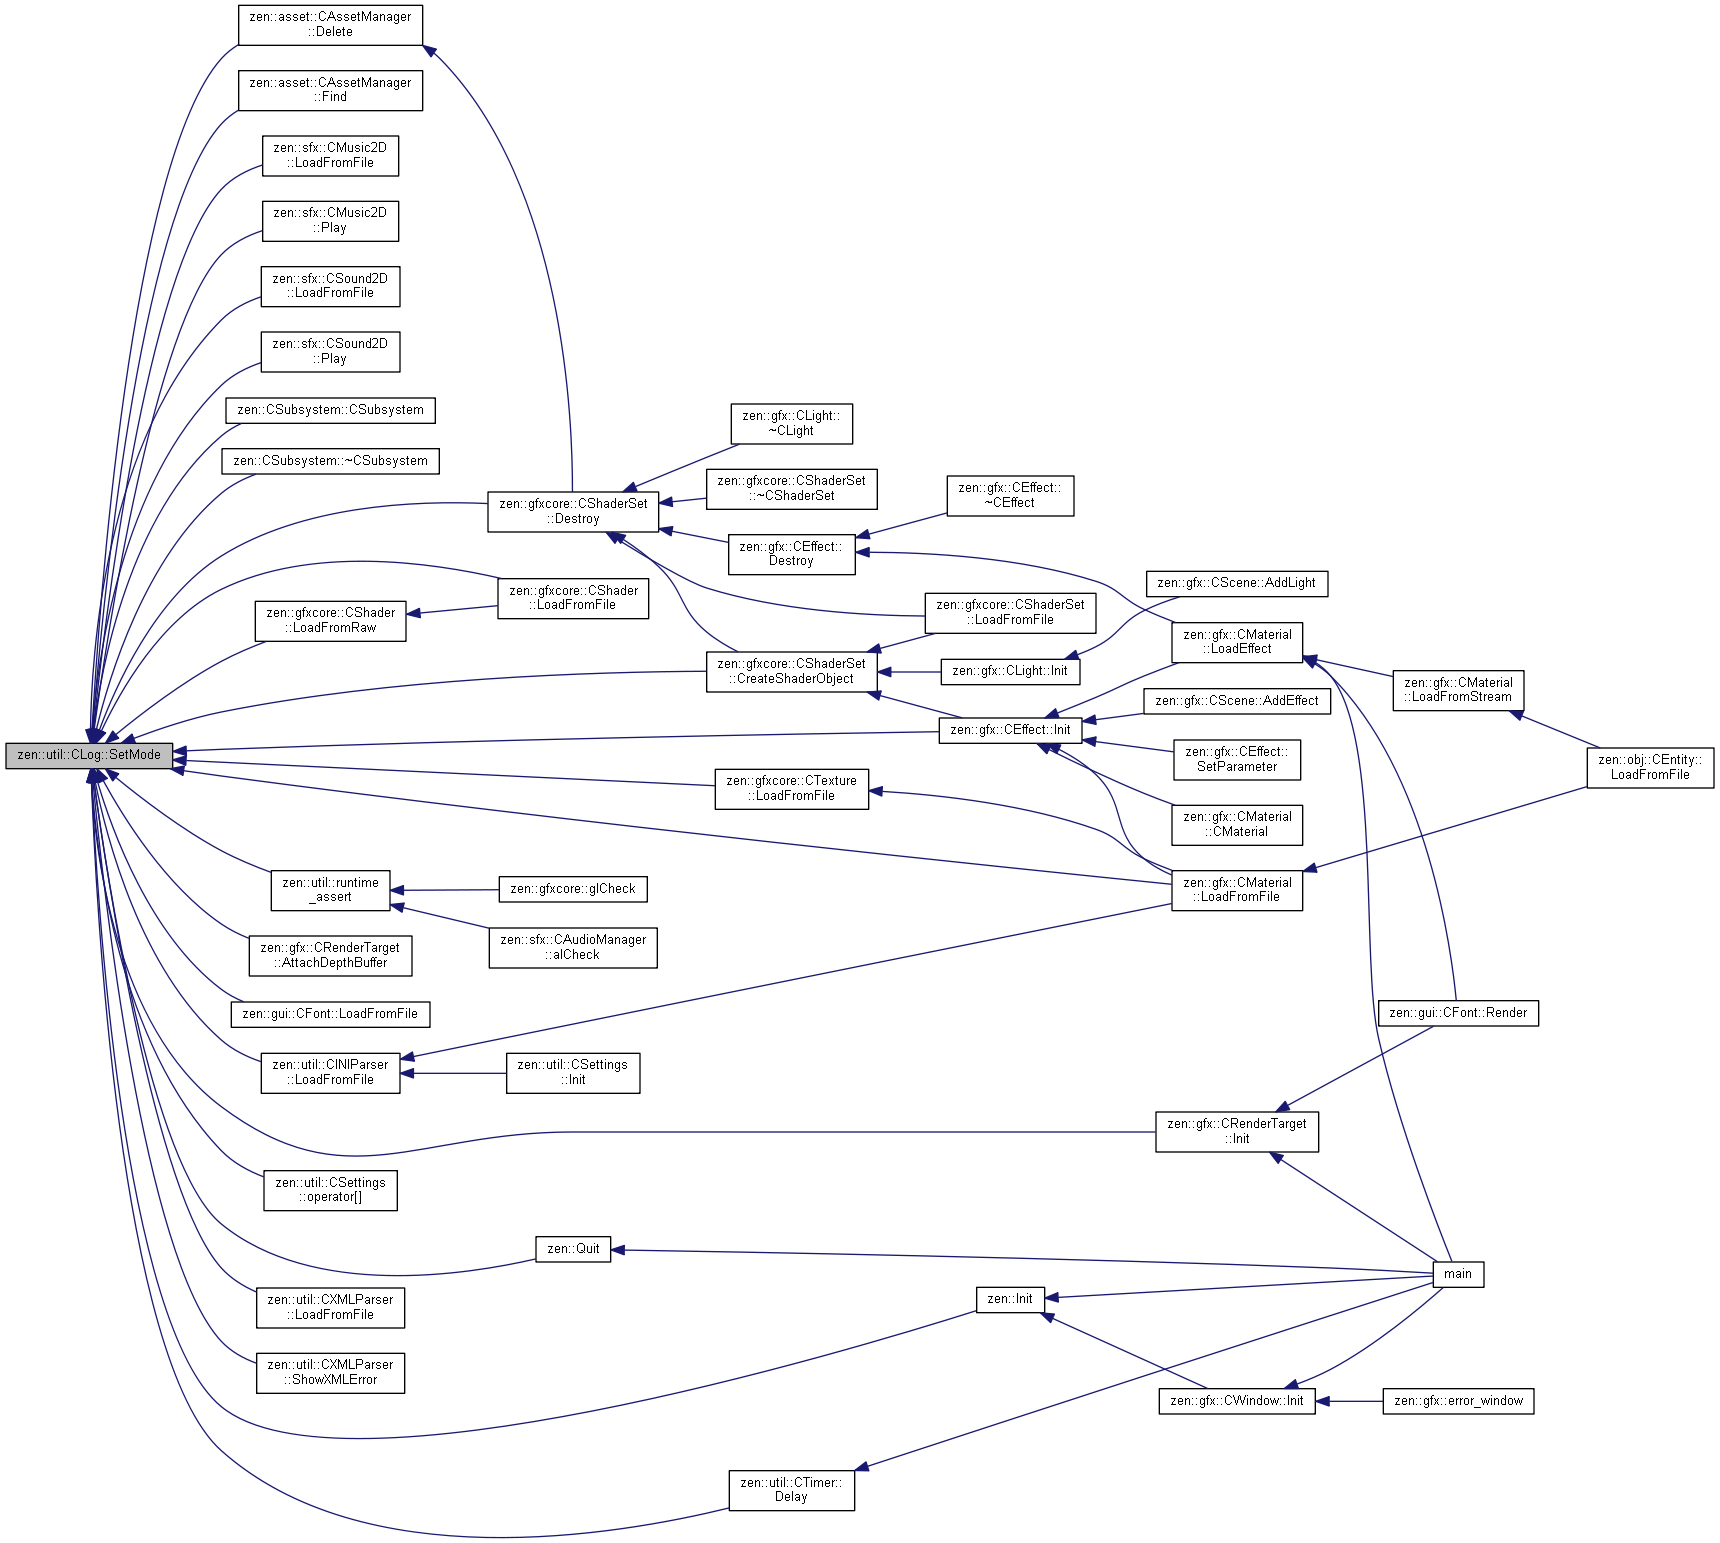 zen::asset::CAssetManager
::Delete
zen::asset::CAssetManager
::Find
zen::sfx::CMusic2D
::LoadFromFile
zen::sfx::CMusic2D
::Play
zen::sfx::CSound2D
::LoadFromFile
zen::sfx::CSound2D
::Play
zen::CSubsystem::CSubsystem
zen::CSubsystem::~CSubsystem
zen::gfxcore::CShaderSet
::Destroy
zen::gfx::CLight::
~CLight
zen::gfxcore::CShaderSet
::~CShaderSet
zen::gfx::CEffect::
Destroy
zen::gfx::CEffect::
~CEffect
zen::gfxcore::CShader
::LoadFromFile
zen::gfxcore::CShader
::LoadFromRaw
zen::gfxcore::CShaderSet
::LoadFromFile
zen::gfx::CScene::AddLight
zen::gfxcore::CShaderSet
::CreateShaderObject
zen::gfx::CLight::Init
zen::gfx::CMaterial
::LoadEffect
zen::gfx::CMaterial
::LoadFromStream
zen::gfx::CScene::AddEffect
zen::gfx::CEffect::Init
zen::util::CLog::SetMode
zen::gfx::CEffect::
SetParameter
zen::obj::CEntity::
LoadFromFile
zen::gfxcore::CTexture
::LoadFromFile
zen::gfx::CMaterial
::CMaterial
zen::util::runtime
_assert
zen::gfxcore::glCheck
zen::gfx::CMaterial
::LoadFromFile
zen::sfx::CAudioManager
::alCheck
zen::gfx::CRenderTarget
::AttachDepthBuffer
zen::gui::CFont::LoadFromFile
zen::gui::CFont::Render
zen::util::CINIParser
::LoadFromFile
zen::util::CSettings
::Init
zen::gfx::CRenderTarget
::Init
zen::util::CSettings
::operator[]
zen::Quit
main
zen::util::CXMLParser
::LoadFromFile
zen::Init
zen::util::CXMLParser
::ShowXMLError
zen::gfx::CWindow::Init
zen::gfx::error_window
zen::util::CTimer::
Delay